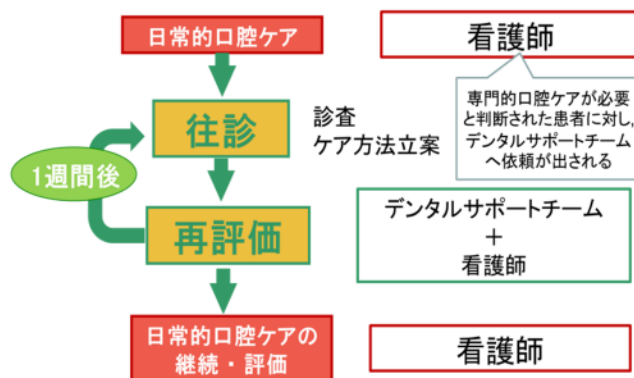 日常的口腔ケア
看護師
専門的口腔ケアが必要
と判断された患者に対し,
デンタルサポートチーム
へ依頼が出される
往診
診査
ケア方法立案
1週間後
再評価
デンタルサポートチーム
+
看護師
日常的口腔ケアの
継続・評価
看護師